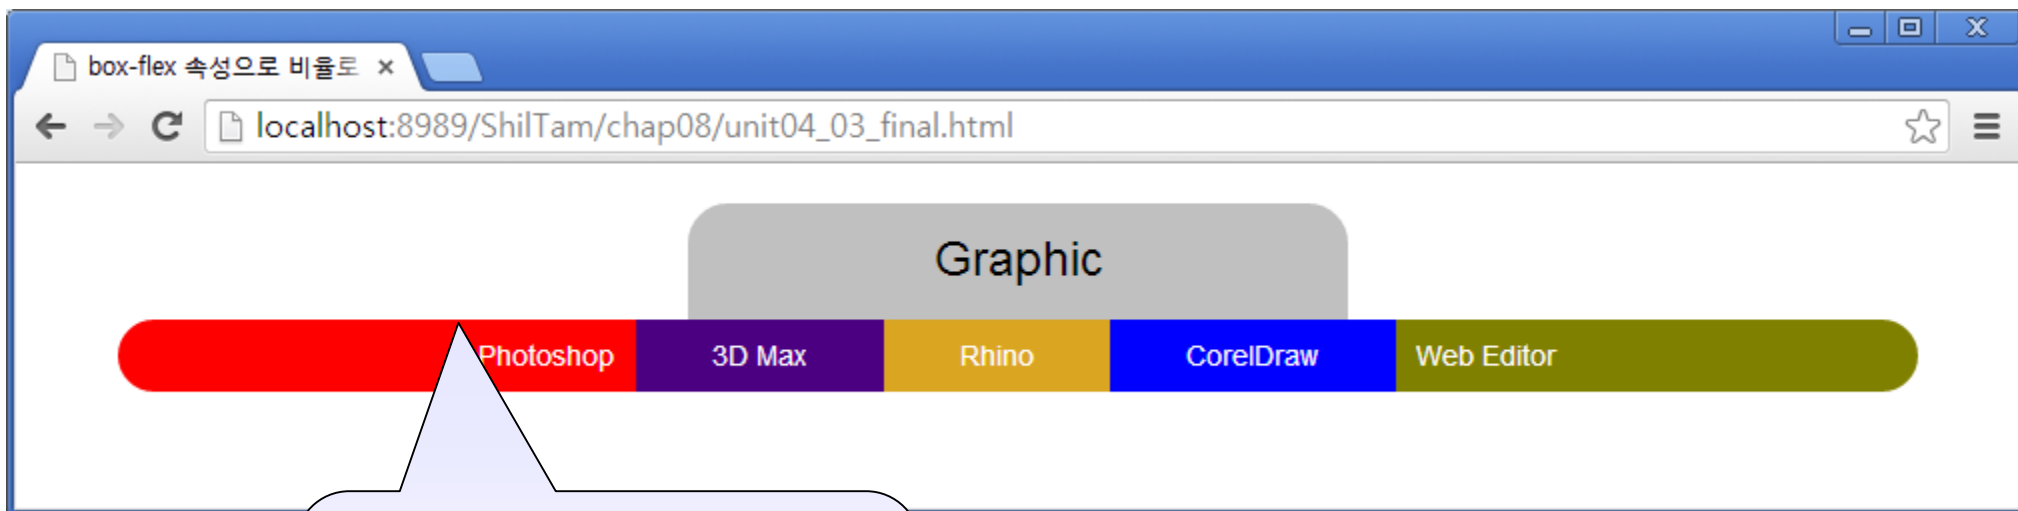 box-flex 속성으로 비율로
localhost:8989/ShilTam/chap08/unit04_03_final.html
Graphic
Photoshop 3D Max Rhino CorelDraw Web Editor